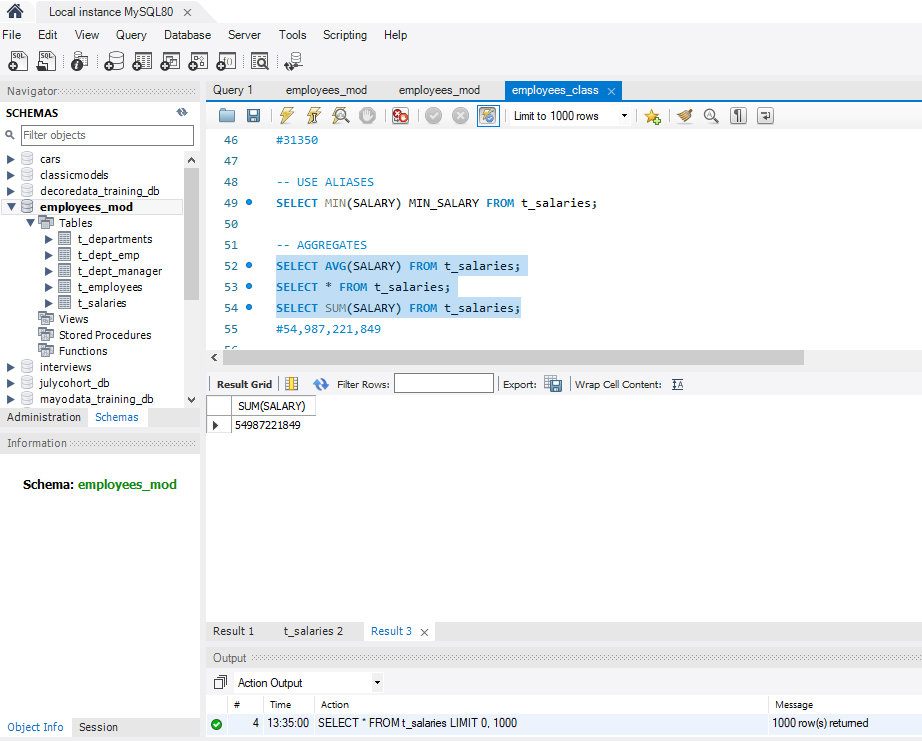 Local instance MySQL80
File Edit View Query Database Server Tools Scripting Help
Navigator
SCHEMAS
Filter objects
cars
classicmodels
decoredata_training_db
employees_mod
Tables
t_departments
t_dept_emp
t_dept_manager
t_employees
t_salaries
Views
Stored Procedures
Functions
interviews
julycohort_db
mayodata_training_db
Administration Schemas
Information
Schema: employees_mod
Object Info Session
Query 1 employees_mod employees_mod employees_class
Limit to 1000 rows
46 #31350
47
48 -- USE ALIASES
49 SELECT MIN(SALARY) MIN_SALARY FROM t_salaries;
50
51 -- AGGREGATES
52 SELECT AVG(SALARY) FROM t_salaries;
53 SELECT * FROM t_salaries;
54 SELECT SUM(SALARY) FROM t_salaries;
55 #54,987,221,849
Result Grid Filter Rows: Export: Wrap Cell Content:
SUM(SALARY)
54987221849
Result 1 t_salaries 2 Result 3
Output
Action Output
# Time Action Message
4 13:35:00 SELECT * FROM t_salaries LIMIT 0, 1000 1000 row(s) returned